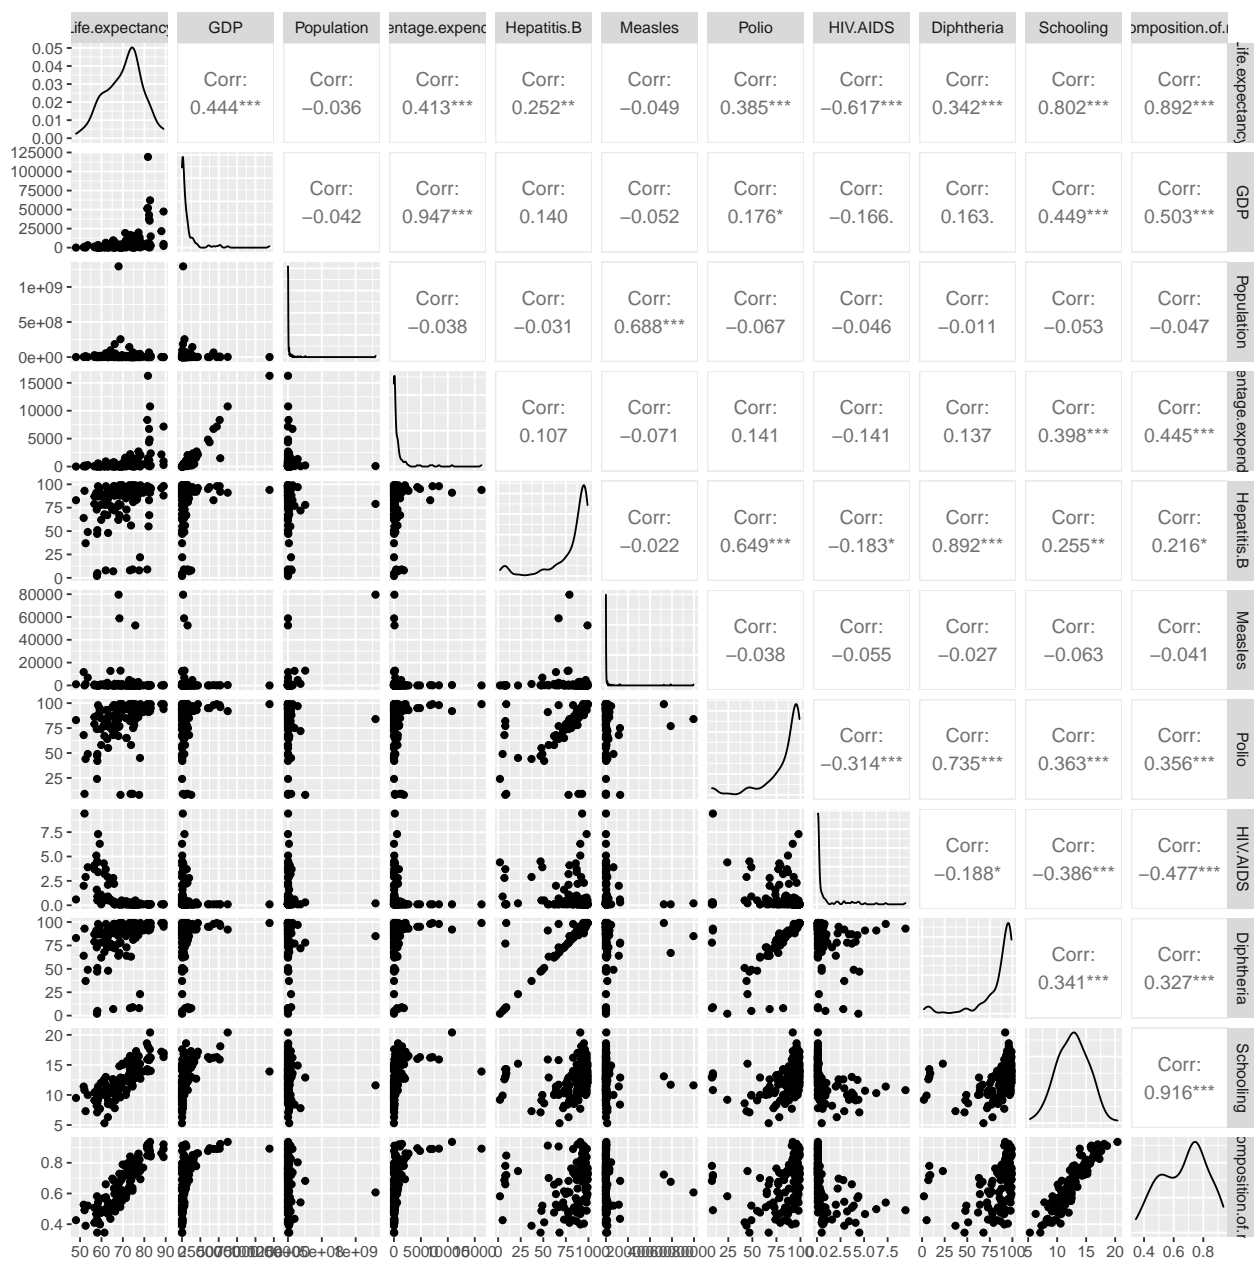 Life.expectancy GDP Population entage.expend Hepatitis.B Measles Polio HIV.AIDS Diphtheria Schooling omposition.of.r
0.05
0.04
0.03
0.02
0.01
0.00
Corr: Corr: Corr: Corr: Corr: Corr: Corr: Corr: Corr: Corr:
0.444*** −0.036 0.413*** 0.252** −0.049 0.385*** −0.617*** 0.342*** 0.802*** 0.892***
Life.expectancy
125000
100000
75000
50000
25000
0
Corr: Corr: Corr: Corr: Corr: Corr: Corr: Corr: Corr:
−0.042 0.947*** 0.140 −0.052 0.176* −0.166. 0.163. 0.449*** 0.503***
GDP
1e+09
5e+08
0e+00
Corr: Corr: Corr: Corr: Corr: Corr: Corr: Corr:
−0.038 −0.031 0.688*** −0.067 −0.046 −0.011 −0.053 −0.047
Population
15000
10000
5000
0
Corr: Corr: Corr: Corr: Corr: Corr: Corr:
0.107 −0.071 0.141 −0.141 0.137 0.398*** 0.445***
entage.expend
100
75
50
25
0
Corr: Corr: Corr: Corr: Corr: Corr:
−0.022 0.649*** −0.183* 0.892*** 0.255** 0.216*
Hepatitis.B
80000
60000
40000
20000
0
Corr: Corr: Corr: Corr: Corr:
−0.038 −0.055 −0.027 −0.063 −0.041
Measles
100
75
50
25
Corr: Corr: Corr: Corr:
−0.314*** 0.735*** 0.363*** 0.356***
Polio
7.5
5.0
2.5
0.0
Corr: Corr: Corr:
−0.188* −0.386*** −0.477***
HIV.AIDS
100
75
50
25
0
Corr: Corr:
0.341*** 0.327***
Diphtheria
20
15
10
5
Corr:
0.916***
Schooling
0.8
0.6
0.4
omposition.of.r
50 60 70 80 90 0 25 50 75 100 0 25 50 75 100 0.0 2.5 5.0 7.5 0 25 50 75 100 5 10 15 20 0.4 0.6 0.8